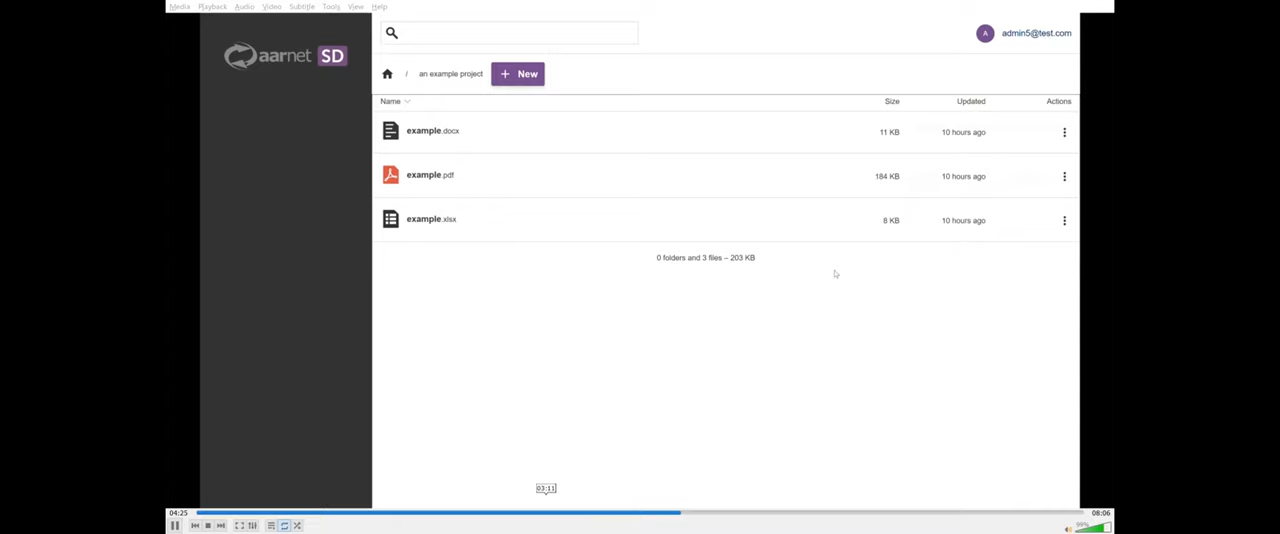 Media Playback Audio Video Subtitle Tools View Help
aarnet SD
A admin5@test.com
/ an example project + New
Name Size Updated Actions
example.docx 11 KB 10 hours ago
example.pdf 184 KB 10 hours ago
example.xlsx 8 KB 10 hours ago
0 folders and 3 files – 203 KB
03:11
04:25 08:06
99%